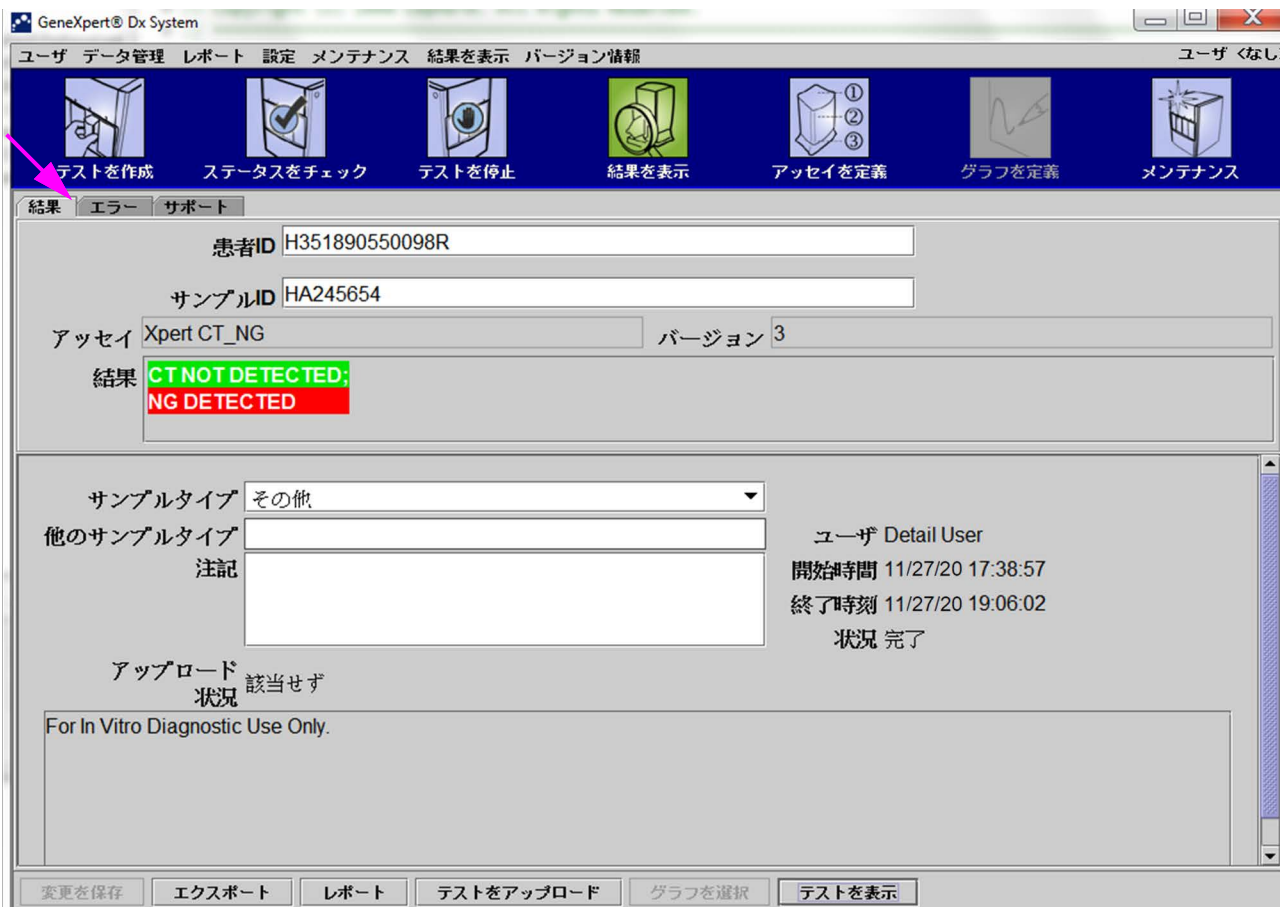 GeneXpert® Dx System
ユーザ データ管理 レポート 設定 メンテナンス 結果を表示 バージョン情報 ユーザ <なし
①
②
③
テストを作成 ステータスをチェック テストを停止 結果を表示 アッセイを定義 グラフを定義 メンテナンス
結果 エラー サポート
患者ID H351890550098R
サンプルID HA245654
アッセイ Xpert CT_NG バージョン 3
結果 CT NOT DETECTED;
NG DETECTED
サンプルタイプ その他
他のサンプルタイプ ユーザ Detail User
注記 開始時間 11/27/20 17:38:57
終了時刻 11/27/20 19:06:02
状況 完了
アップロード
状況 該当せず
For In Vitro Diagnostic Use Only.
変更を保存 エクスポート レポート テストをアップロード グラフを選択 テストを表示